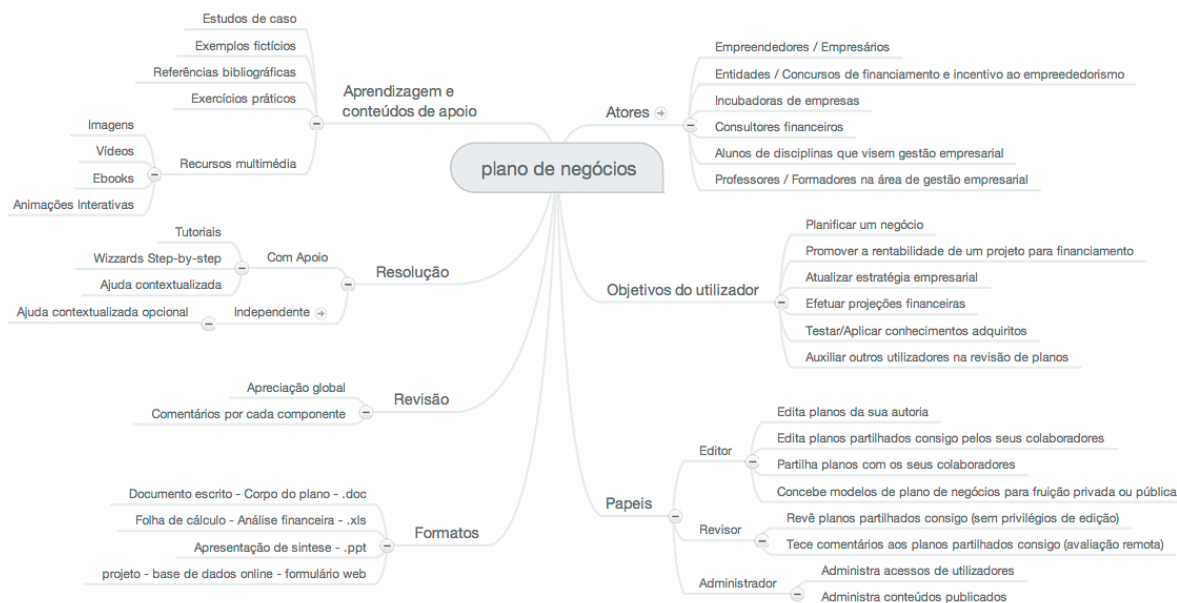 plano de negócios
Aprendizagem e
conteúdos de apoio
Estudos de caso
Exemplos fictícios
Referências bibliográficas
Exercícios práticos
Recursos multimédia
Imagens
Vídeos
Ebooks
Animações Interativas
Resolução
Com Apoio
Tutoriais
Wizzards Step-by-step
Ajuda contextualizada
Independente
Ajuda contextualizada opcional
Revisão
Apreciação global
Comentários por cada componente
Formatos
Documento escrito - Corpo do plano - .doc
Folha de cálculo - Análise financeira - .xls
Apresentação de sintese - .ppt
projeto - base de dados online - formulário web
Atores
Empreendedores / Empresários
Entidades / Concursos de financiamento e incentivo ao empreededorismo
Incubadoras de empresas
Consultores financeiros
Alunos de disciplinas que visem gestão empresarial
Professores / Formadores na área de gestão empresarial
Objetivos do utilizador
Planificar um negócio
Promover a rentabilidade de um projeto para financiamento
Atualizar estratégia empresarial
Efetuar projeções financeiras
Testar/Aplicar conhecimentos adquiritos
Auxiliar outros utilizadores na revisão de planos
Papeis
Editor
Edita planos da sua autoria
Edita planos partilhados consigo pelos seus colaboradores
Partilha planos com os seus colaboradores
Concebe modelos de plano de negócios para fruição privada ou pública
Revisor
Revê planos partilhados consigo (sem privilégios de edição)
Tece comentários aos planos partilhados consigo (avaliação remota)
Administrador
Administra acessos de utilizadores
Administra conteúdos publicados